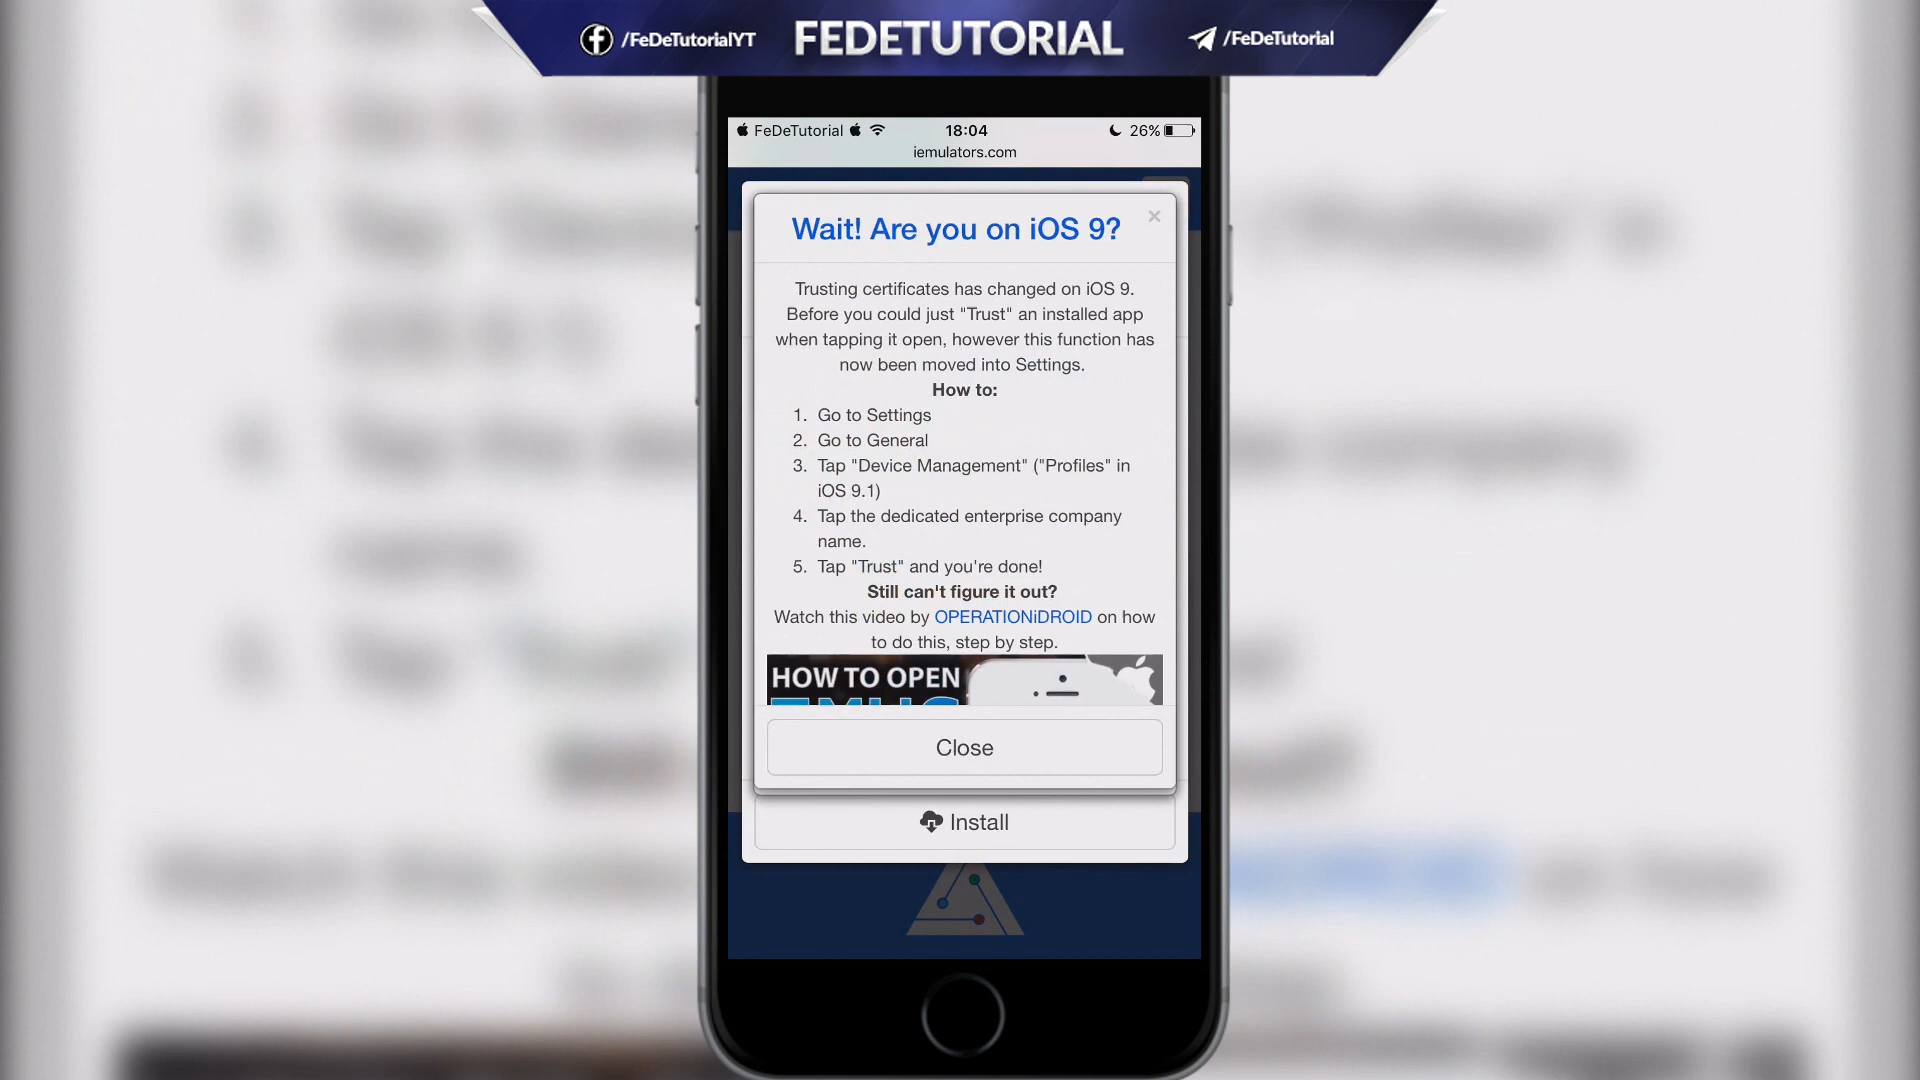 /FeDeTutorialYT FEDETUTORIAL /FeDeTutorial
FeDeTutorial 18:04 26%
iemulators.com
Wait! Are you on iOS 9? ×
Trusting certificates has changed on iOS 9.
Before you could just "Trust" an installed app
when tapping it open, however this function has
now been moved into Settings.
How to:
1. Go to Settings
2. Go to General
3. Tap "Device Management" ("Profiles" in
iOS 9.1)
4. Tap the dedicated enterprise company
name.
5. Tap "Trust" and you're done!
Still can't figure it out?
Watch this video by OPERATIONiDROID on how
to do this, step by step.
HOW TO OPEN
Close
Install